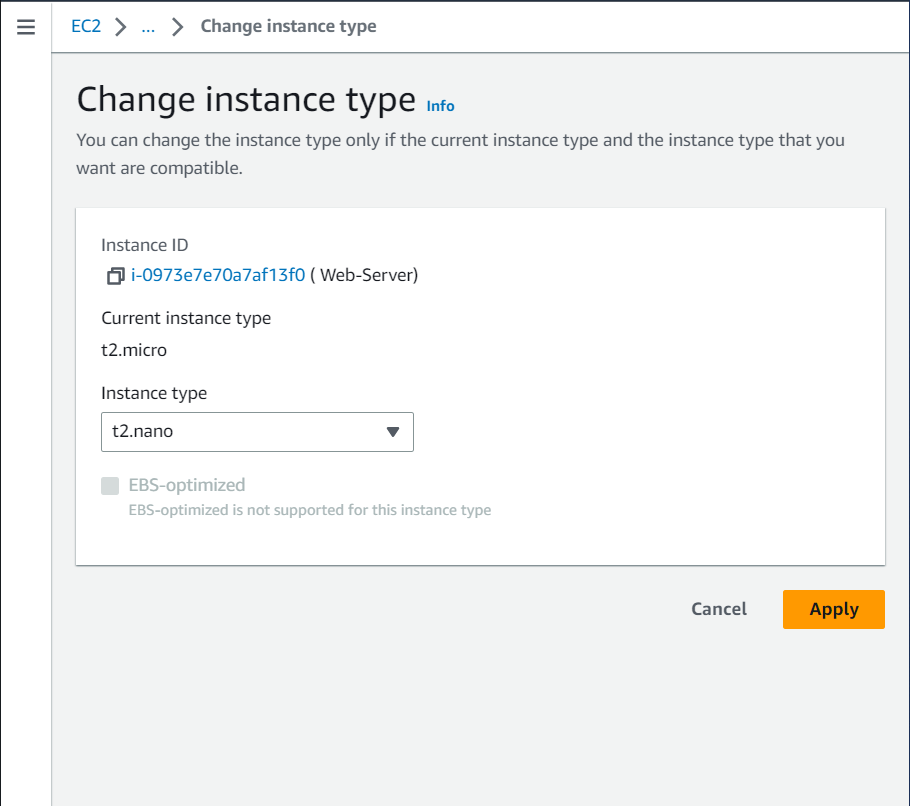 EC2 > ... > Change instance type
Change instance type Info
You can change the instance type only if the current instance type and the instance type that you
want are compatible.
Instance ID
i-0973e7e70a7af13f0 ( Web-Server)
Current instance type
t2.micro
Instance type
t2.nano
EBS-optimized
EBS-optimized is not supported for this instance type
Cancel Apply